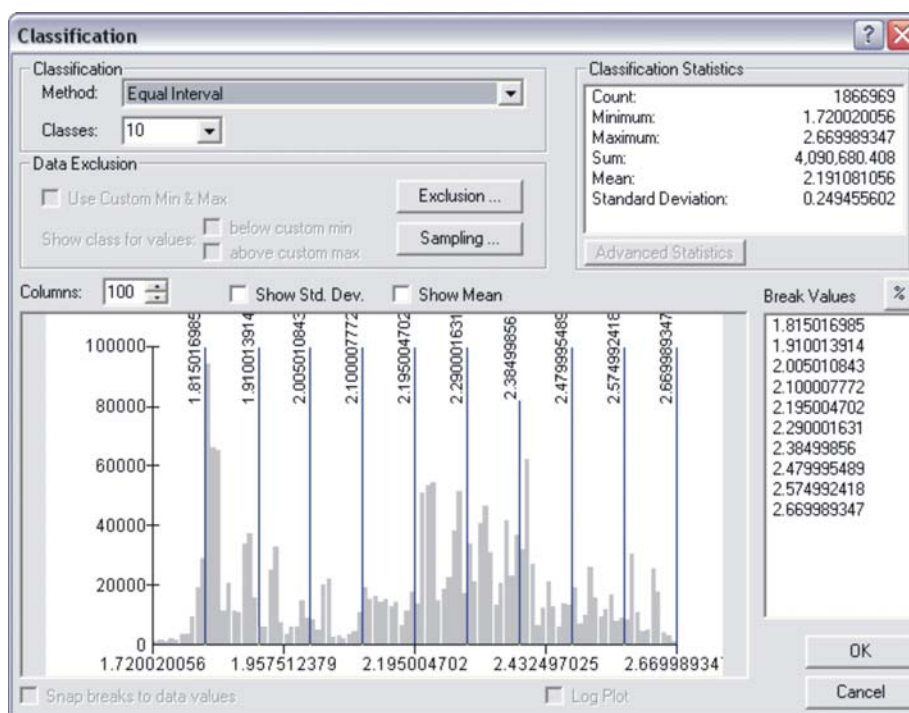 Classification
?
Classification
Method: Equal Interval
Classes: 10
Data Exclusion
Use Custom Min & Max
Exclusion ...
Show class for values:
below custom min
above custom max
Sampling ...
Classification Statistics
Count: 1866969
Minimum: 1.720020056
Maximum: 2.669989347
Sum: 4,090,680.408
Mean: 2.191081056
Standard Deviation: 0.249455602
Advanced Statistics
Columns: 100
Show Std. Dev.
Show Mean
Break Values
%
1.815016985
1.910013914
2.005010843
2.100007772
2.195004702
2.290001631
2.38499856
2.479995489
2.574992418
2.669989347
100000
80000
60000
40000
20000
0
1.815016985
1.910013914
2.005010843
2.100007772
2.195004702
2.290001631
2.38499856
2.479995489
2.574992418
2.669989347
1.720020056
1.957512379
2.195004702
2.432497025
2.669989347
Snap breaks to data values
Log Plot
OK
Cancel